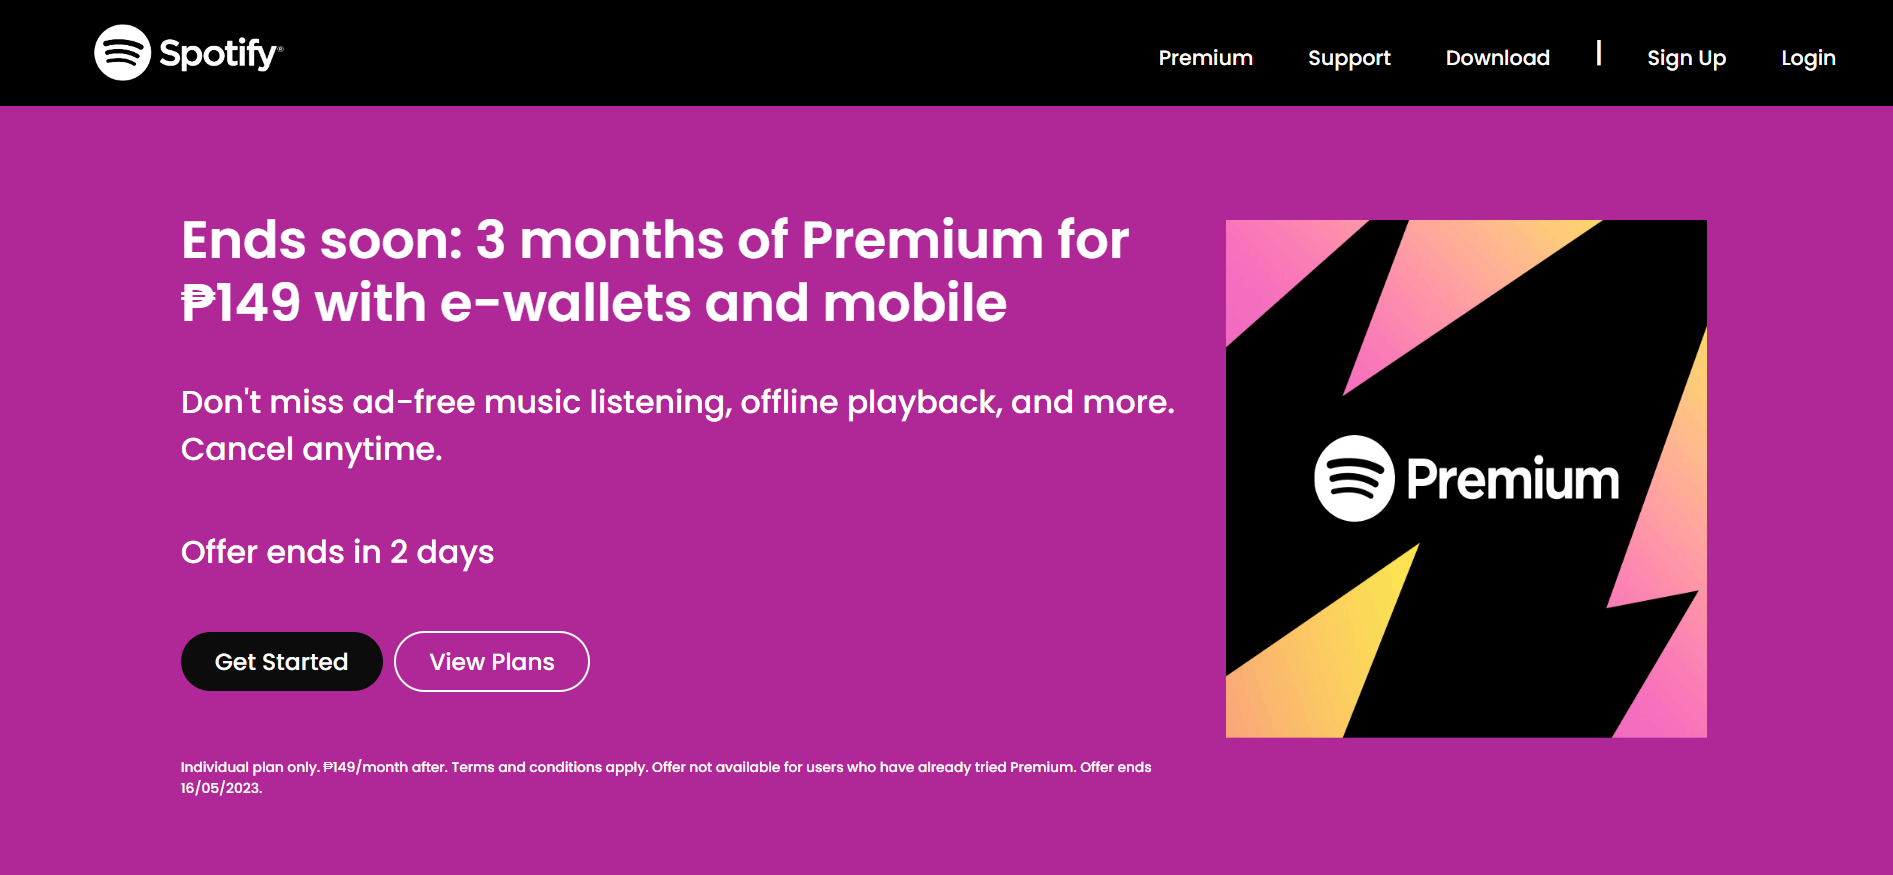 Spotify®
Premium
Support
Download
|
Sign Up
Login
Ends soon: 3 months of Premium for
₱149 with e-wallets and mobile
Don't miss ad-free music listening, offline playback, and more.
Cancel anytime.
Offer ends in 2 days
Get Started
View Plans
Individual plan only. ₱149/month after. Terms and conditions apply. Offer not available for users who have already tried Premium. Offer ends
16/05/2023.
Premium